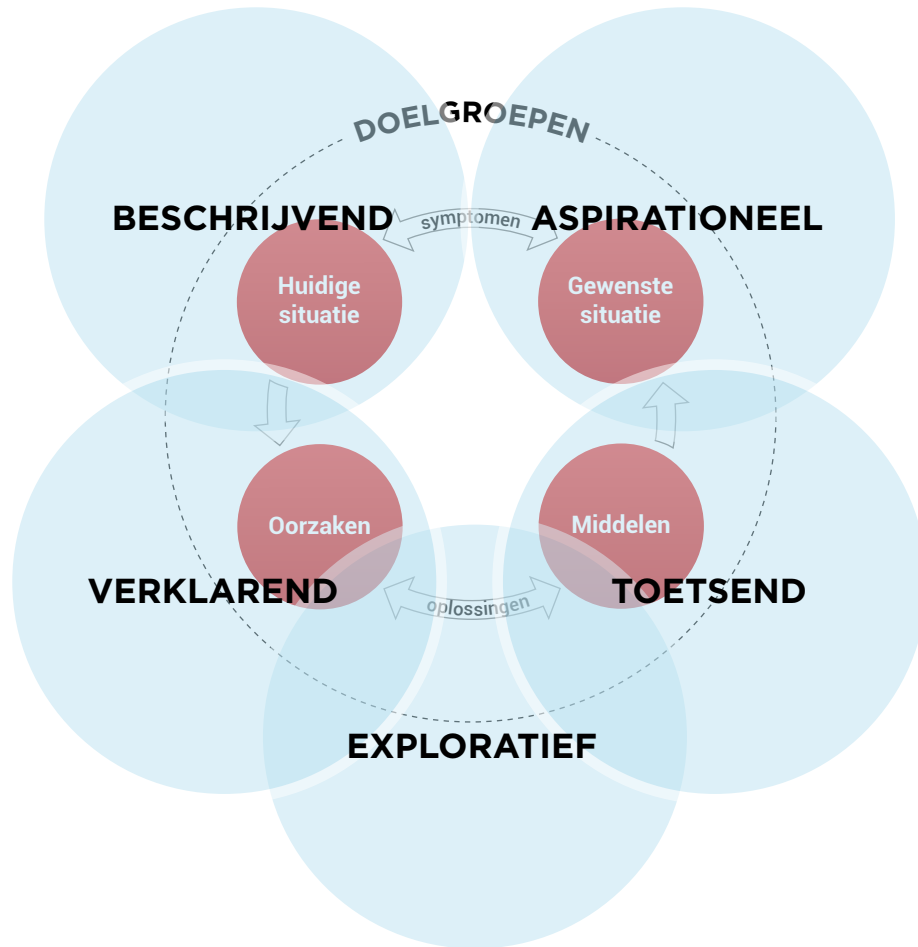 DOELGROEPEN
BESCHRIJVEND
symptomen
ASPIRATIONEEL
Huidige
situatie
Gewenste
situatie
Oorzaken
Middelen
VERKLAREND
oplossingen
TOETSEND
EXPLORATIEF